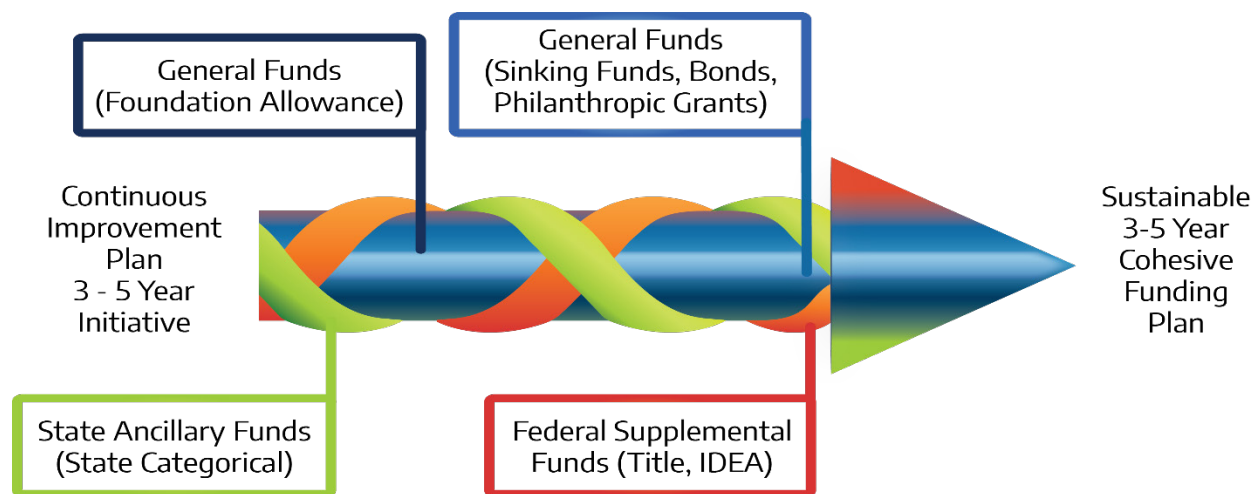 General Funds
(Foundation Allowance)
General Funds
(Sinking Funds, Bonds,
Philanthropic Grants)
Continuous
Improvement
Plan
3 - 5 Year
Initiative
Sustainable
3-5 Year
Cohesive
Funding
Plan
State Ancillary Funds
(State Categorical)
Federal Supplemental
Funds (Title, IDEA)